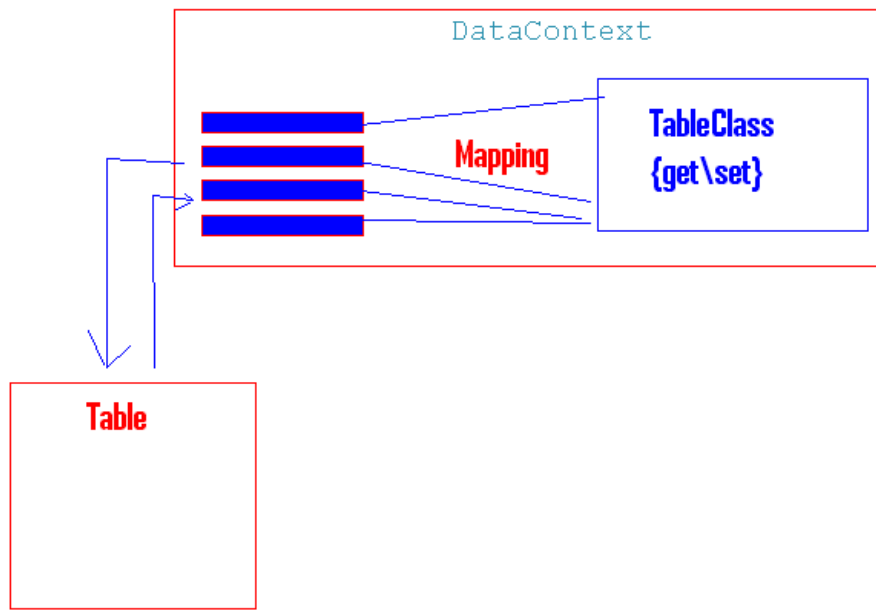 DataContext
TableClass
Mapping
{get\set}
Table